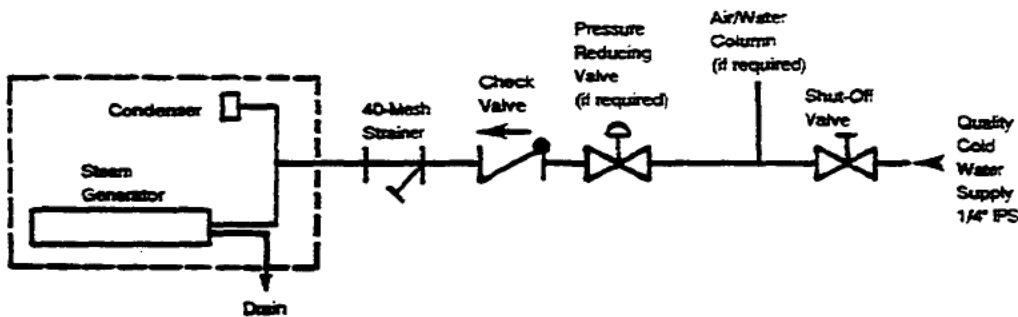 Air/Water
Column
(if required)
Pressure
Reducing
Valve
(if required)
Check
Valve
40-Mesh
Strainer
Shut-Off
Valve
Quality
Cold
Water
Supply
1/4" IPS
Condenser
Steam
Generator
Drain